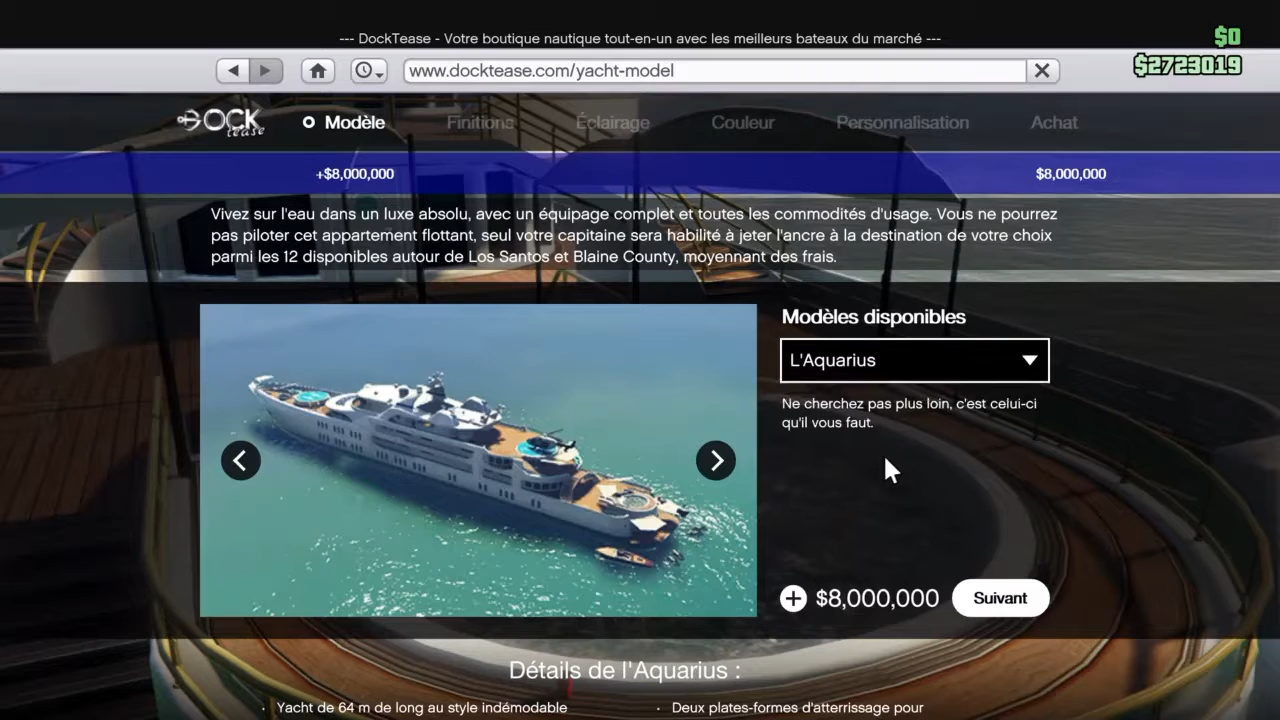 --- DockTease - Votre boutique nautique tout-en-un avec les meilleurs bateaux du marché ---
$0
$2723019
www.docktease.com/yacht-model
DOCK tease
Modèle
Finitions
Éclairage
Couleur
Personnalisation
Achat
+$8,000,000
$8,000,000
Vivez sur l'eau dans un luxe absolu, avec un équipage complet et toutes les commodités d'usage. Vous ne pourrez
pas piloter cet appartement flottant, seul votre capitaine sera habilité à jeter l'ancre à la destination de votre choix
parmi les 12 disponibles autour de Los Santos et Blaine County, moyennant des frais.
Modèles disponibles
L'Aquarius
Ne cherchez pas plus loin, c'est celui-ci
qu'il vous faut.
$8,000,000
Suivant
Détails de l'Aquarius :
· Yacht de 64 m de long au style indémodable
· Deux plates-formes d'atterrissage pour